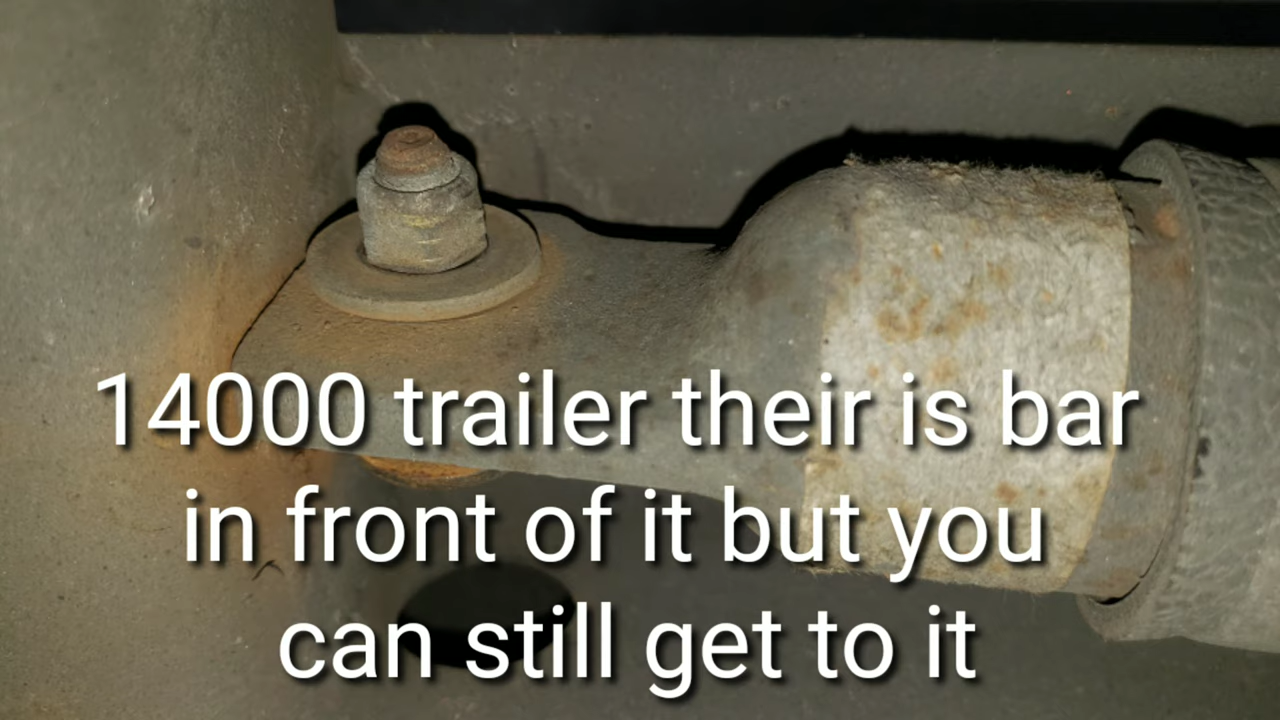 14000 trailer their is bar
in front of it but you
can still get to it